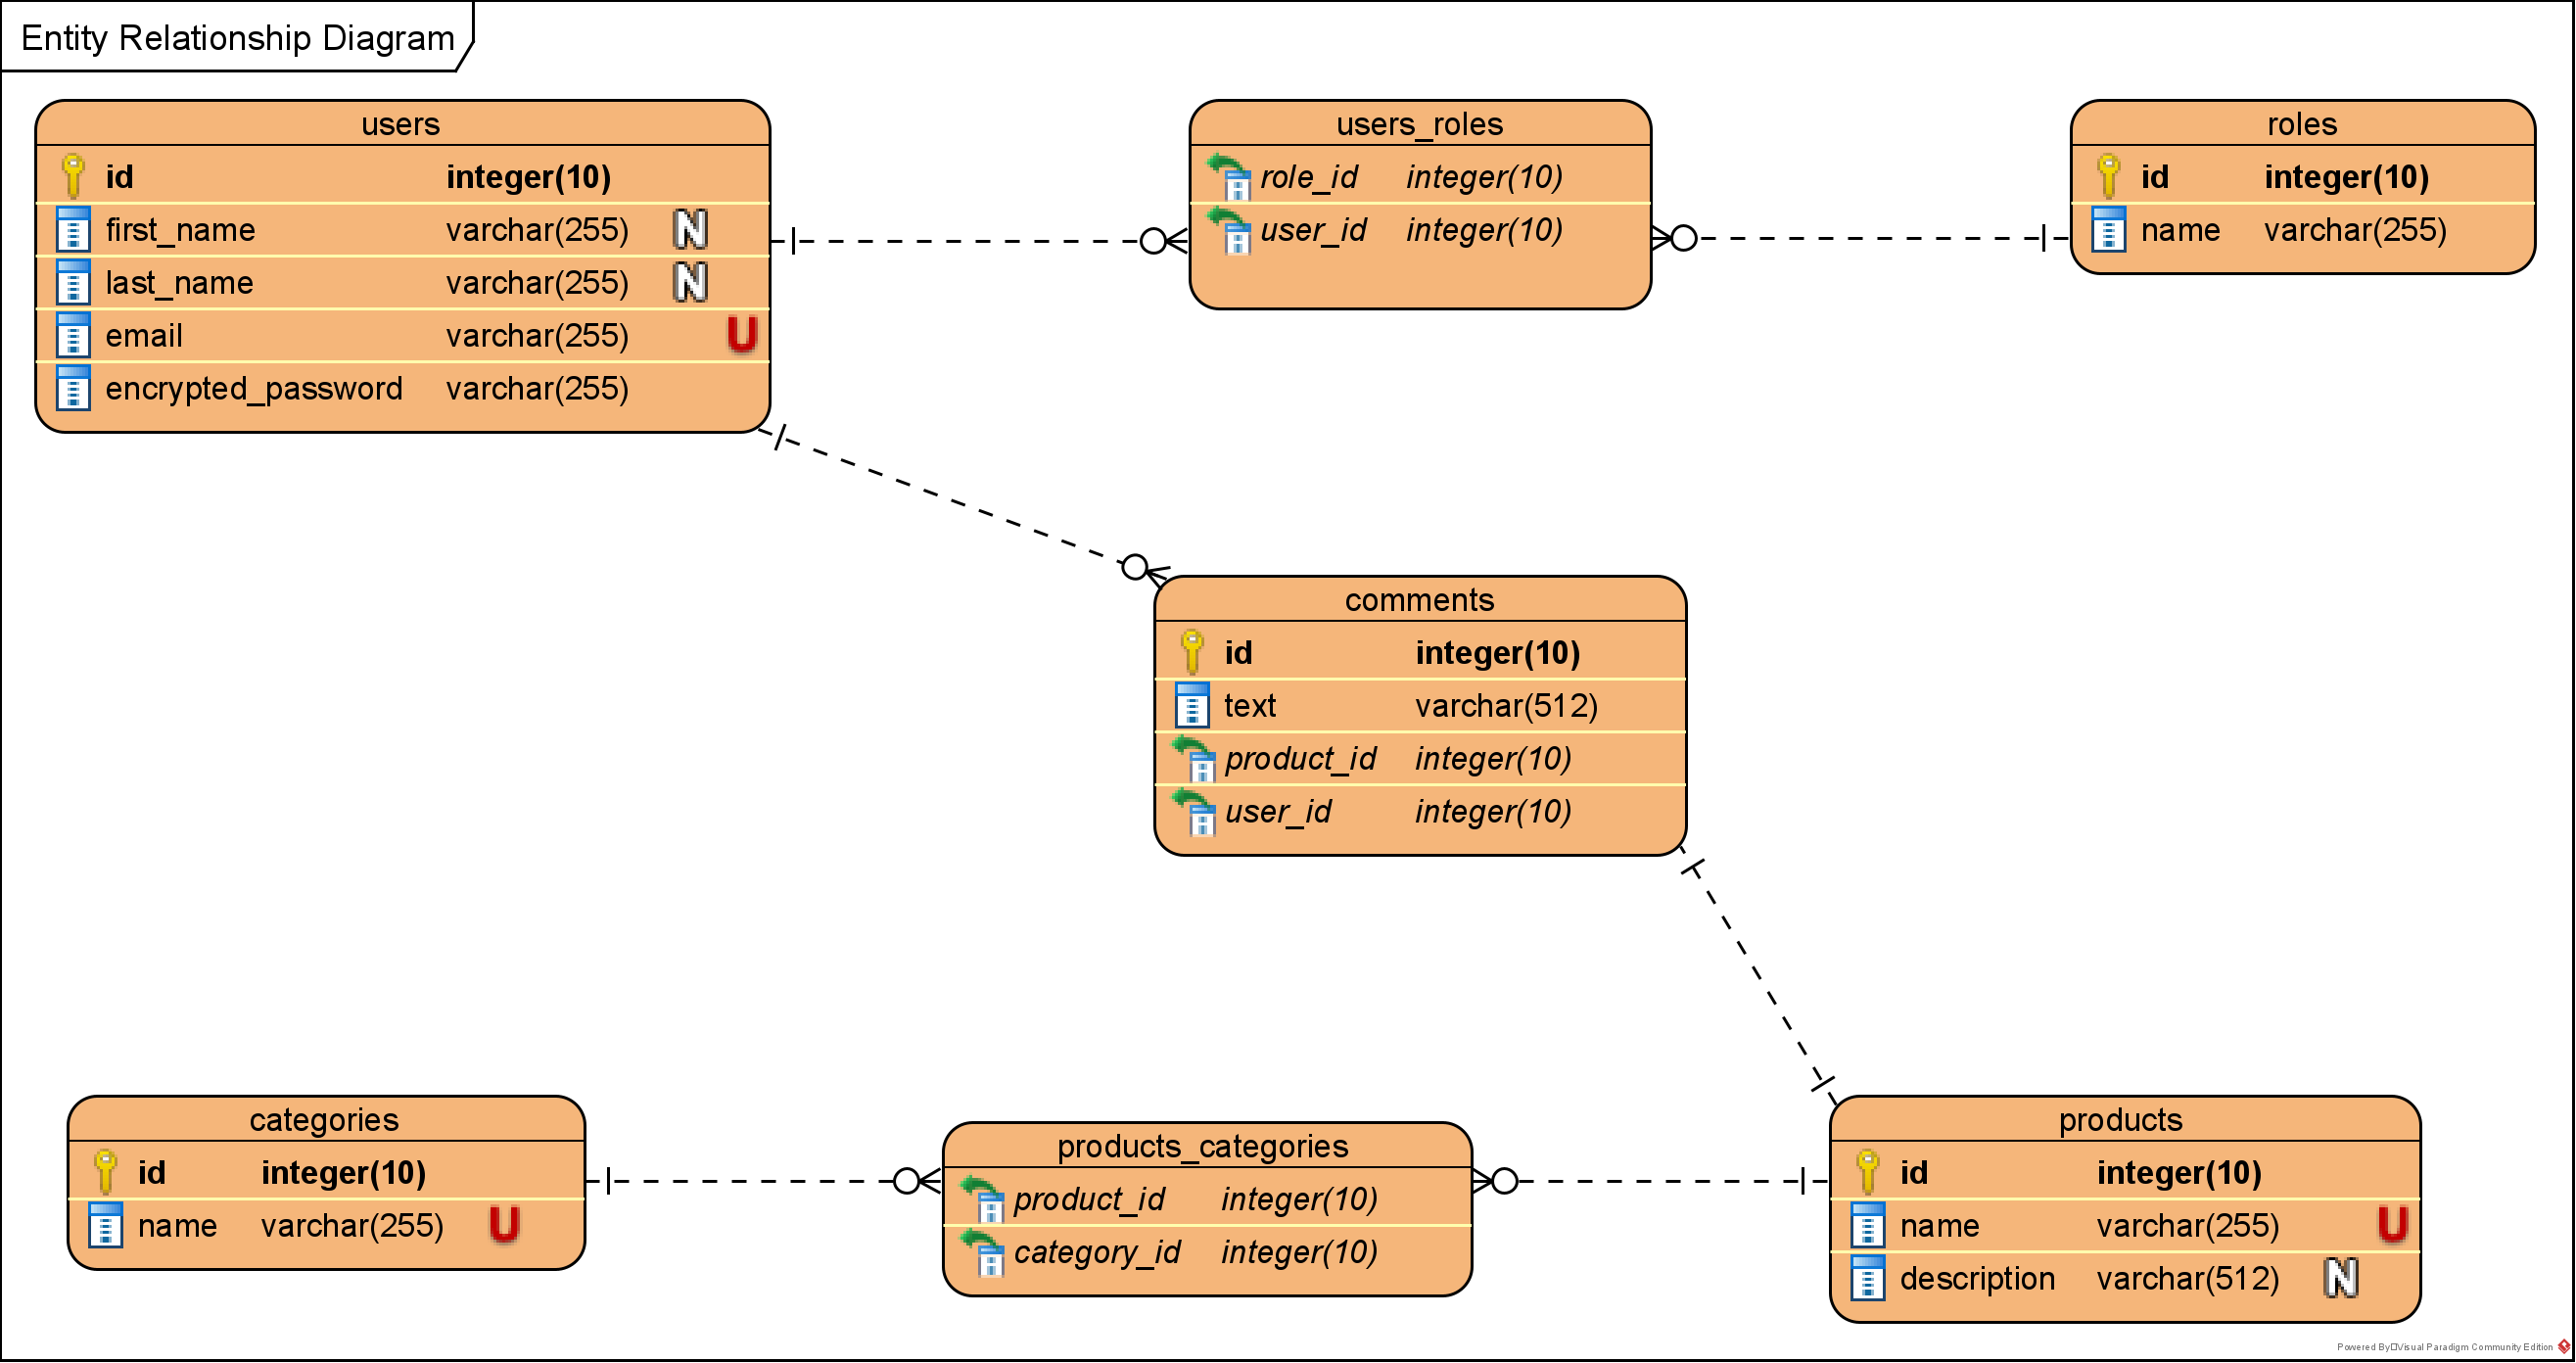 Entity Relationship Diagram
users
id integer(10)
first_name varchar(255) N
last_name varchar(255) N
email varchar(255) U
encrypted_password varchar(255)
users_roles
role_id integer(10)
user_id integer(10)
roles
id integer(10)
name varchar(255)
comments
id integer(10)
text varchar(512)
product_id integer(10)
user_id integer(10)
categories
id integer(10)
name varchar(255) U
products_categories
product_id integer(10)
category_id integer(10)
products
id integer(10)
name varchar(255) U
description varchar(512) N
Powered By Visual Paradigm Community Edition